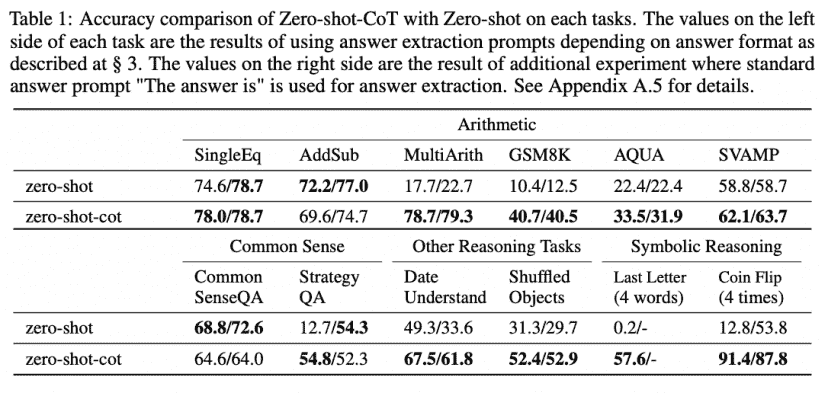 Table 1: Accuracy comparison of Zero-shot-CoT with Zero-shot on each tasks. The values on the left
side of each task are the results of using answer extraction prompts depending on answer format as
described at § 3. The values on the right side are the result of additional experiment where standard
answer prompt "The answer is" is used for answer extraction. See Appendix A.5 for details.
Arithmetic
SingleEq AddSub MultiArith GSM8K AQUA SVAMP
zero-shot 74.6/78.7 72.2/77.0 17.7/22.7 10.4/12.5 22.4/22.4 58.8/58.7
zero-shot-cot 78.0/78.7 69.6/74.7 78.7/79.3 40.7/40.5 33.5/31.9 62.1/63.7
Common Sense Other Reasoning Tasks Symbolic Reasoning
Common Strategy Date Shuffled Last Letter Coin Flip
SenseQA QA Understand Objects (4 words) (4 times)
zero-shot 68.8/72.6 12.7/54.3 49.3/33.6 31.3/29.7 0.2/- 12.8/53.8
zero-shot-cot 64.6/64.0 54.8/52.3 67.5/61.8 52.4/52.9 57.6/- 91.4/87.8